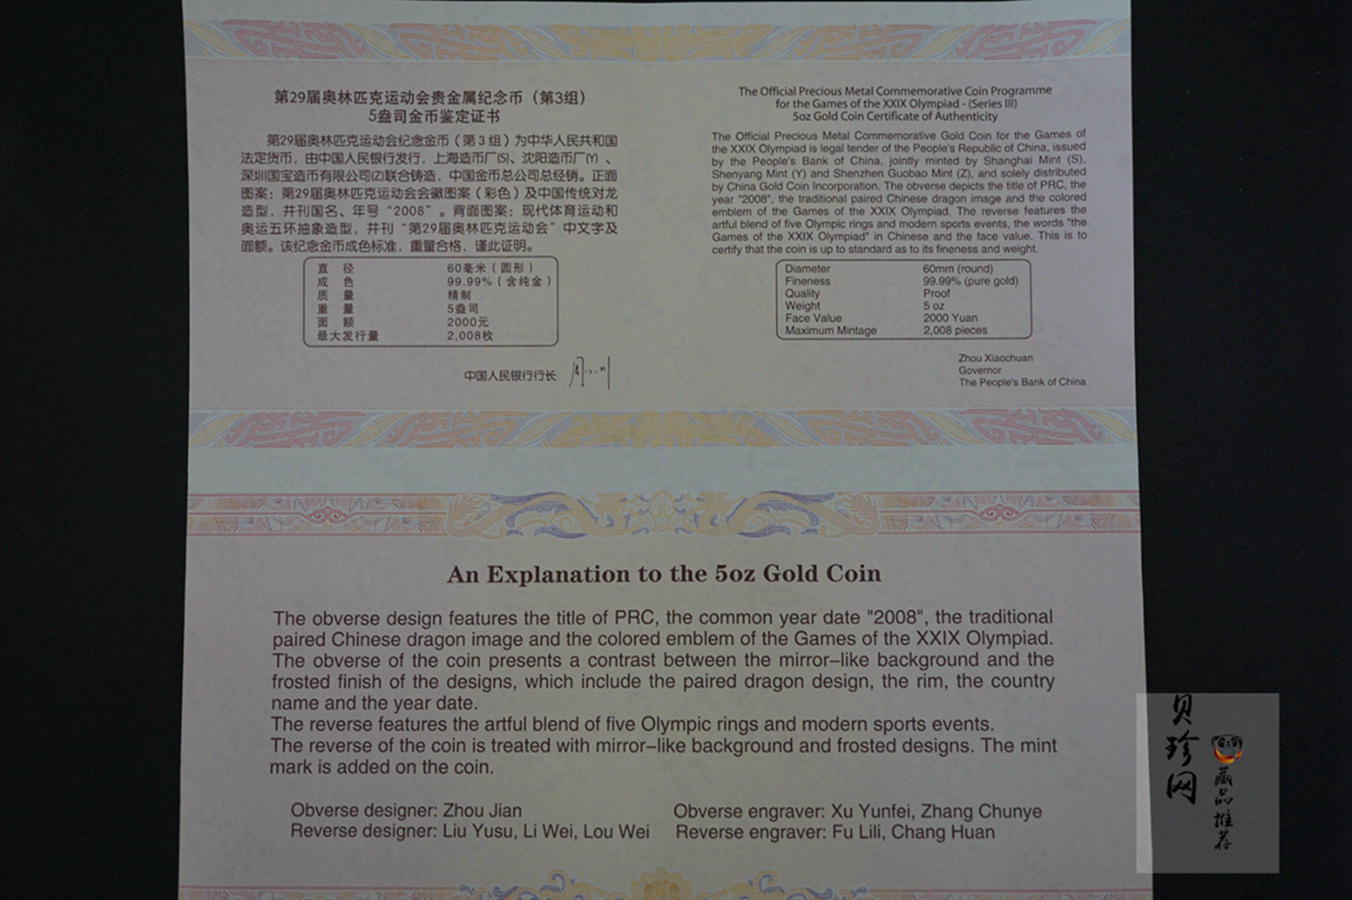 第29届奥林匹克运动会贵金属纪念币（第3组）
5盎司金币鉴定证书
第29届奥林匹克运动会纪念金币（第3组）为中华人民共和国
法定货币，由中国人民银行发行，上海造币厂(S)、沈阳造币厂(Y)、
深圳国宝造币有限公司(Z)联合铸造，中国金币总公司总经销。正面
图案：第29届奥林匹克运动会会徽图案（彩色）及中国传统对龙
造型，并刊国名、年号“2008”。背面图案：现代体育运动和
奥运五环抽象造型，并刊“第29届奥林匹克运动会”中文字及
面额。该纪念金币成色标准，重量合格，谨此证明。
直 径 60毫米（圆形）
成 色 99.99%（含纯金）
质 量 精制
重 量 5盎司
面 额 2000元
最大发行量 2,008枚
中国人民银行行长
The Official Precious Metal Commemorative Coin Programme
for the Games of the XXIX Olympiad - (Series III)
5oz Gold Coin Certificate of Authenticity
The Official Precious Metal Commemorative Gold Coin for the Games of
the XXIX Olympiad is legal tender of the People's Republic of China, issued
by the People's Bank of China, jointly minted by Shanghai Mint (S),
Shenyang Mint (Y) and Shenzhen Guobao Mint (Z), and solely distributed
by China Gold Coin Incorporation. The obverse depicts the title of PRC, the
year "2008", the traditional paired Chinese dragon image and the colored
emblem of the Games of the XXIX Olympiad. The reverse features the
artful blend of five Olympic rings and modern sports events, the words "the
Games of the XXIX Olympiad" in Chinese and the face value. This is to
certify that the coin is up to standard as to its fineness and weight.
Diameter 60mm (round)
Fineness 99.99% (pure gold)
Quality Proof
Weight 5 oz
Face Value 2000 Yuan
Maximum Mintage 2,008 pieces
Zhou Xiaochuan
Governor
The People's Bank of China
An Explanation to the 5oz Gold Coin
The obverse design features the title of PRC, the common year date "2008", the traditional
paired Chinese dragon image and the colored emblem of the Games of the XXIX Olympiad.
The obverse of the coin presents a contrast between the mirror–like background and the
frosted finish of the designs, which include the paired dragon design, the rim, the country
name and the year date.
The reverse features the artful blend of five Olympic rings and modern sports events.
The reverse of the coin is treated with mirror–like background and frosted designs. The mint
mark is added on the coin.
Obverse designer: Zhou Jian Obverse engraver: Xu Yunfei, Zhang Chunye
Reverse designer: Liu Yusu, Li Wei, Lou Wei Reverse engraver: Fu Lili, Chang Huan
贝珍网
藏品推荐